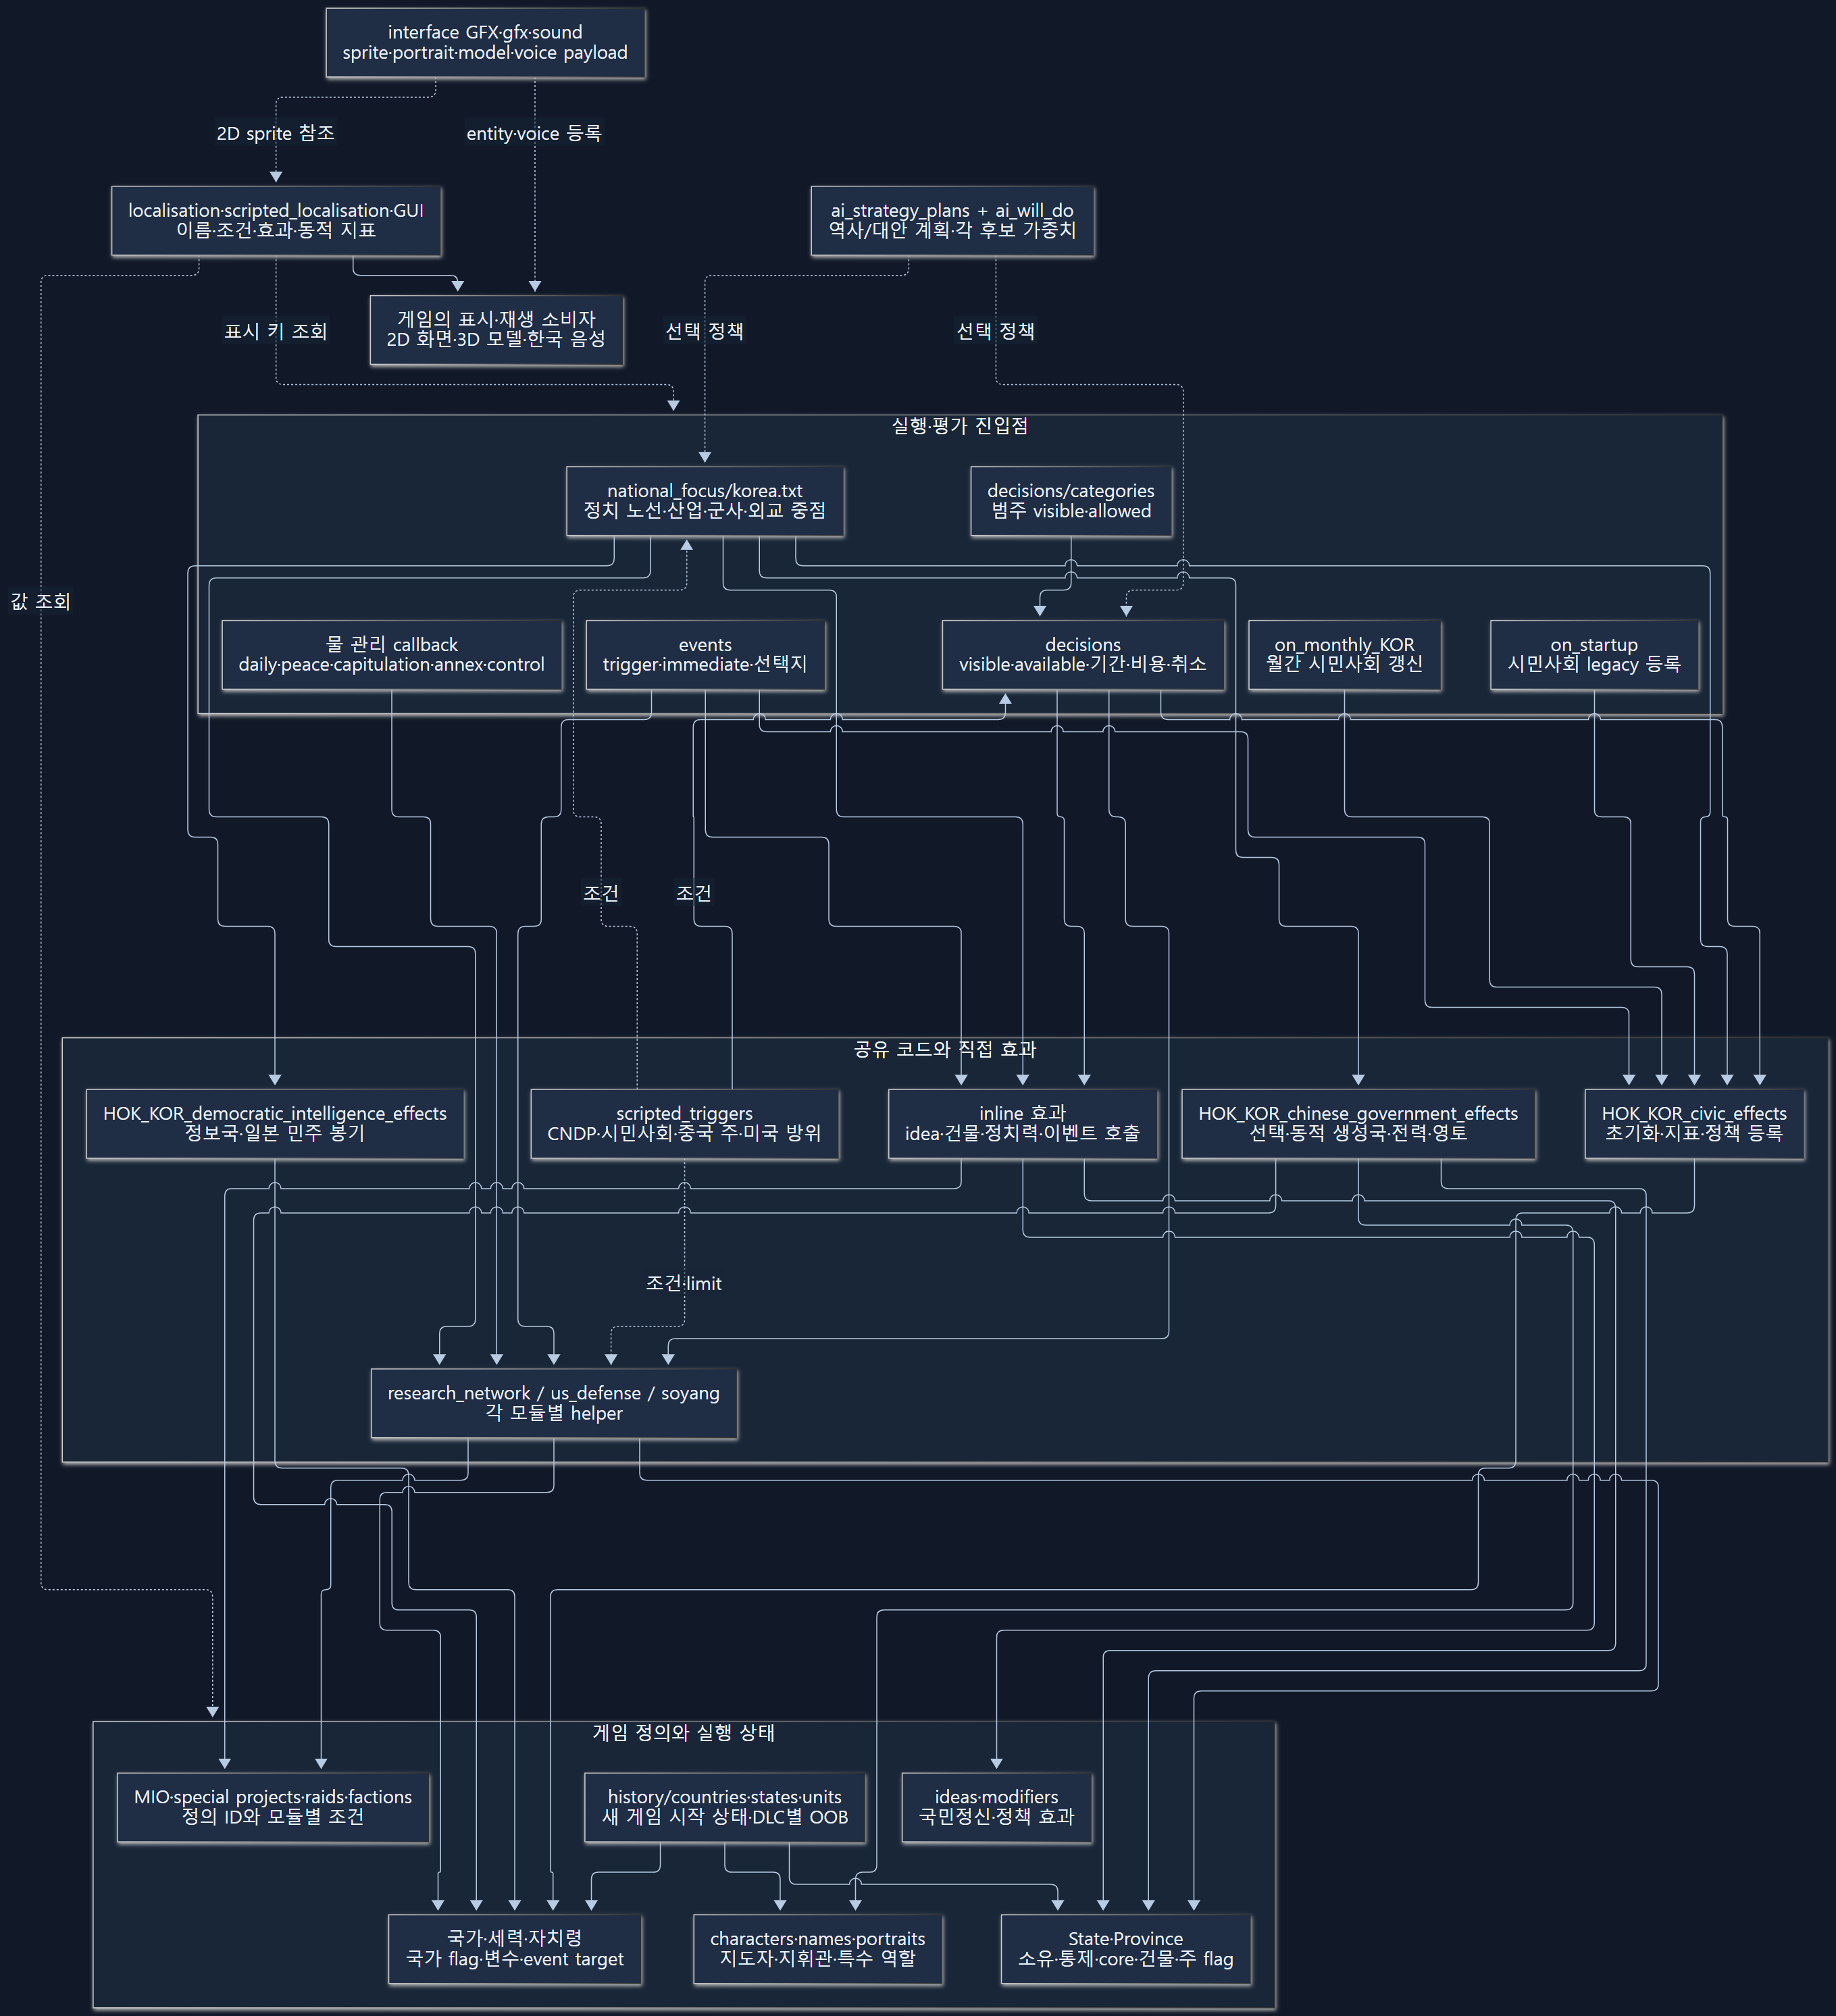 interface GFX·gfx·sound
sprite·portrait·model·voice payload
2D sprite 참조
entity·voice 등록
localisation·scripted_localisation·GUI
이름·조건·효과·동적 지표
ai_strategy_plans + ai_will_do
역사/대안 계획·각 후보 가중치
게임의 표시·재생 소비자
2D 화면·3D 모델·한국 음성
표시 키 조회
선택 정책
선택 정책
실행·평가 진입점
national_focus/korea.txt
정치 노선·산업·군사·외교 중점
decisions/categories
범주 visible·allowed
값 조회
물 관리 callback
daily·peace·capitulation·annex·control
events
trigger·immediate·선택지
decisions
visible·available·기간·비용·취소
on_monthly_KOR
월간 시민사회 갱신
on_startup
시민사회 legacy 등록
조건
조건
공유 코드와 직접 효과
HOK_KOR_democratic_intelligence_effects
정보국·일본 민주 봉기
scripted_triggers
CNDP·시민사회·중국 주·미국 방위
inline 효과
idea·건물·정치력·이벤트 호출
HOK_KOR_chinese_government_effects
선택·동적 생성국·전력·영토
HOK_KOR_civic_effects
초기화·지표·정책 등록
조건·limit
research_network / us_defense / soyang
각 모듈별 helper
게임 정의와 실행 상태
MIO·special projects·raids·factions
정의 ID와 모듈별 조건
history/countries·states·units
새 게임 시작 상태·DLC별 OOB
ideas·modifiers
국민정신·정책 효과
국가·세력·자치령
국가 flag·변수·event target
characters·names·portraits
지도자·지휘관·특수 역할
State·Province
소유·통제·core·건물·주 flag